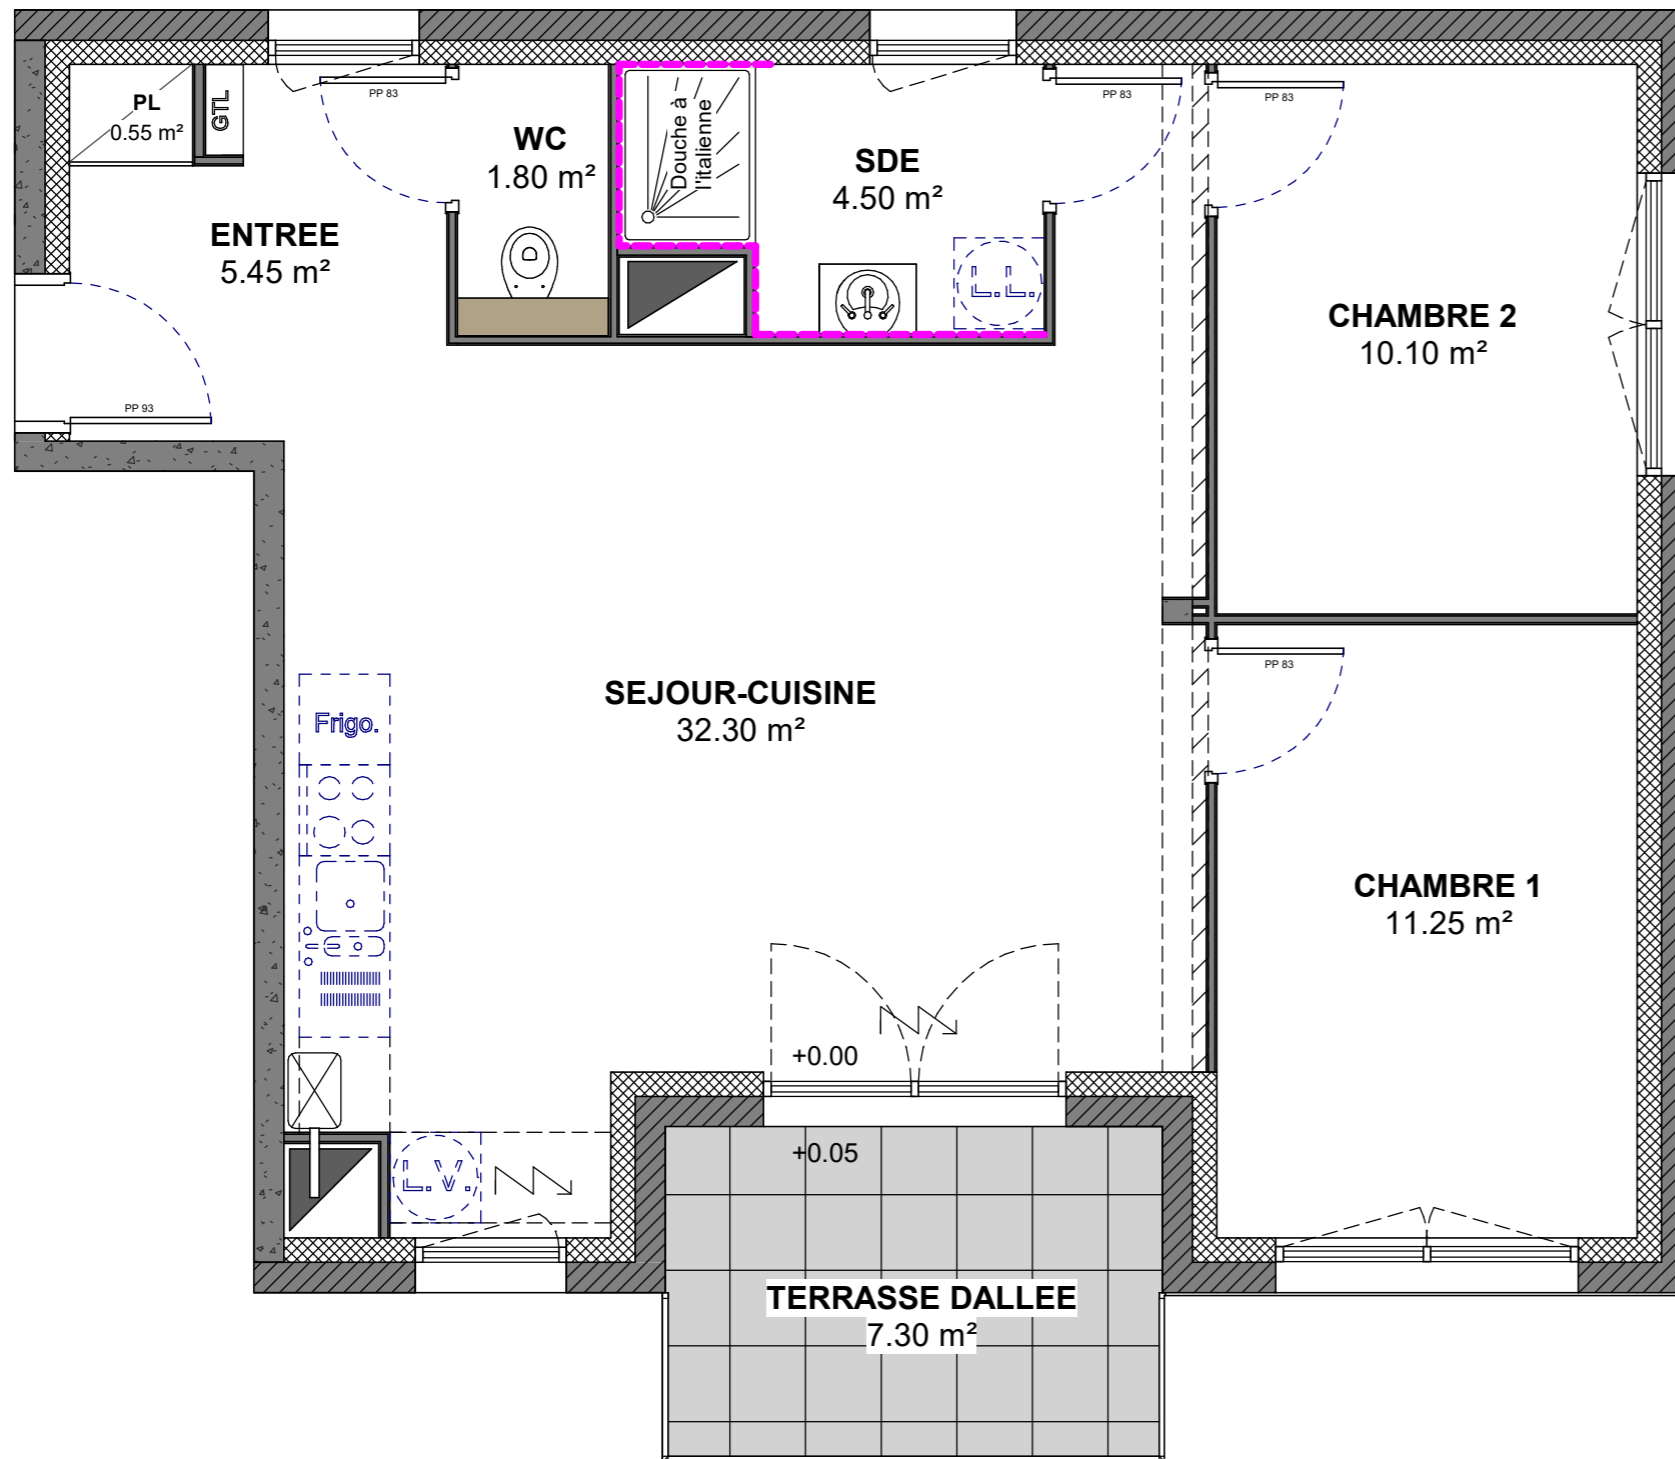 PL
0.55 m²
GTL
PP 83
WC
1.80 m²
Douche à
l'italienne
SDE
4.50 m²
PP 83
PP 83
ENTREE
5.45 m²
L.L.
CHAMBRE 2
10.10 m²
PP 93
SEJOUR-CUISINE
32.30 m²
Frigo.
PP 83
CHAMBRE 1
11.25 m²
+0.00
+0.05
L.V.
TERRASSE DALLEE
7.30 m²